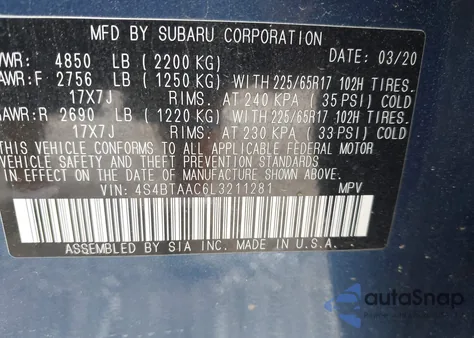 MFD. BY SUBARU CORPORATION
VWR: 4850 LB (2200 KG) DATE: 03/20
AWR:F 2756 LB (1250 KG) WITH 225/65R17 102H TIRES.
17X7J RIMS. AT 240 KPA (35 PSI) COLD
AWR:R 2690 LB (1220 KG) WITH 225/65R17 102H TIRES.
17X7J RIMS. AT 230 KPA (33 PSI) COLD
THIS VEHICLE CONFORMS TO ALL APPLICABLE FEDERAL MOTOR
VEHICLE SAFETY AND THEFT PREVENTION STANDARDS
IN EFFECT ON THE DATE OF MANUFACTURE SHOWN ABOVE.
VIN: 4S4BTAAC6L3211281 MPV
ASSEMBLED BY SIA INC. MADE IN U.S.A.
autoSnap